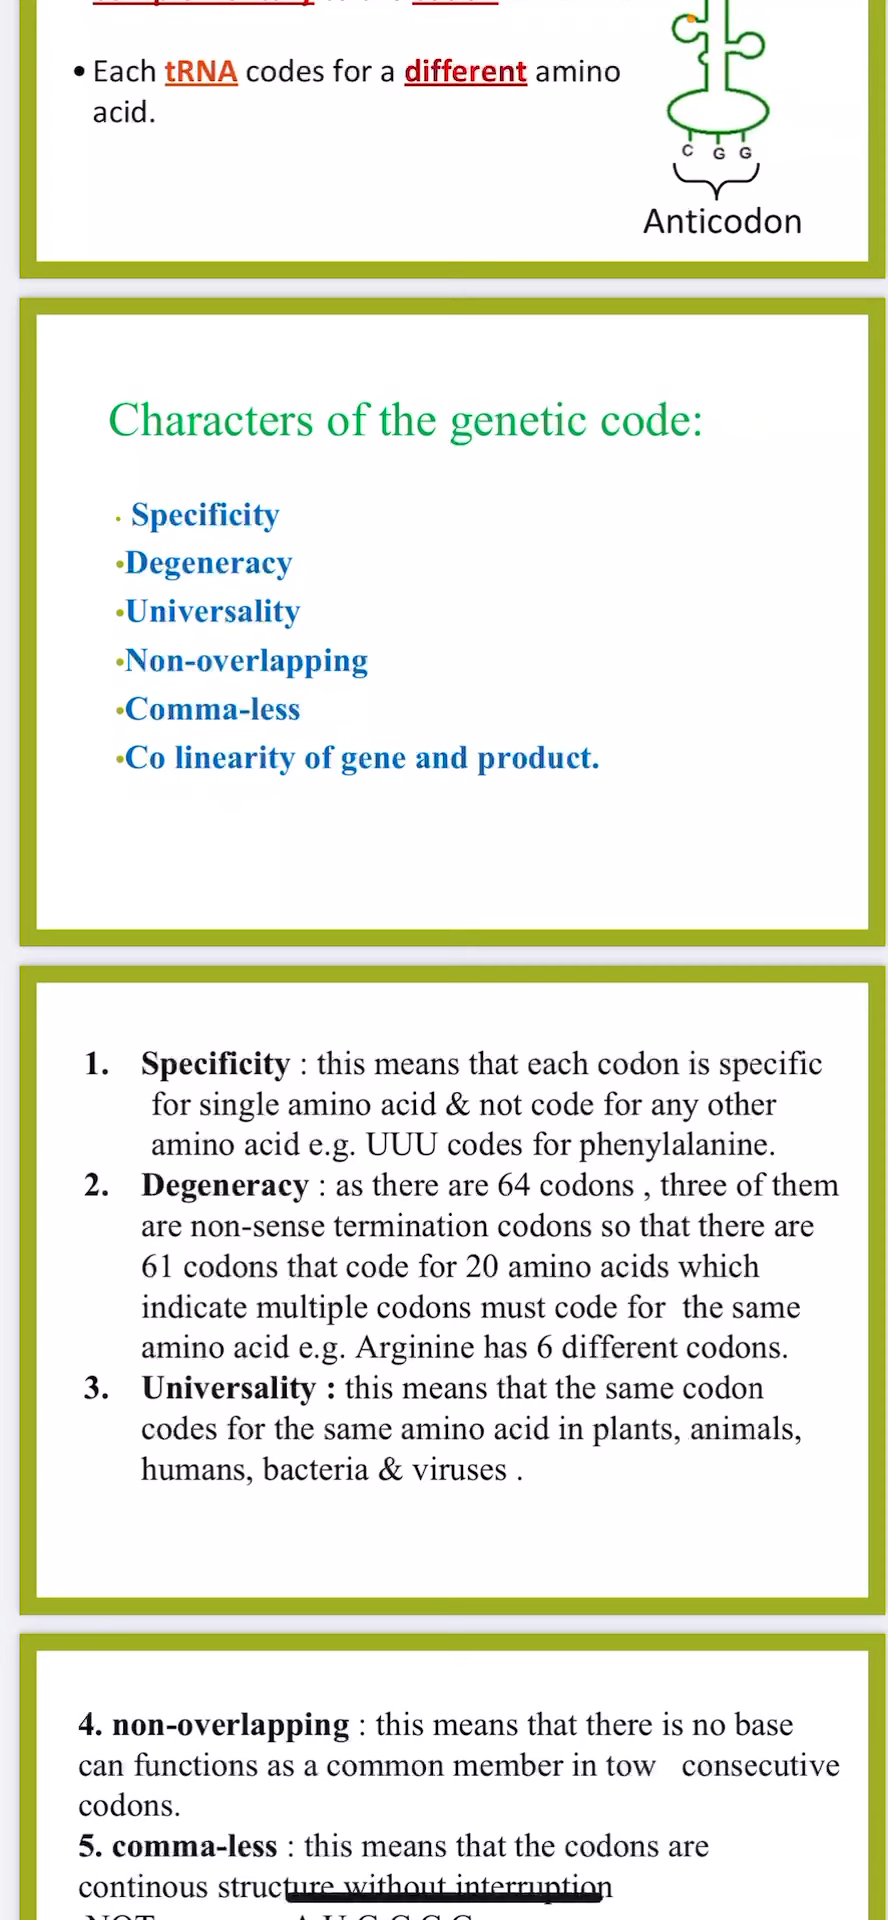 • Each tRNA codes for a different amino
acid.
C G G
Anticodon
Characters of the genetic code:
• Specificity
•Degeneracy
•Universality
•Non-overlapping
•Comma-less
•Co linearity of gene and product.
1. Specificity : this means that each codon is specific
for single amino acid & not code for any other
amino acid e.g. UUU codes for phenylalanine.
2. Degeneracy : as there are 64 codons , three of them
are non-sense termination codons so that there are
61 codons that code for 20 amino acids which
indicate multiple codons must code for the same
amino acid e.g. Arginine has 6 different codons.
3. Universality : this means that the same codon
codes for the same amino acid in plants, animals,
humans, bacteria & viruses .
4. non-overlapping : this means that there is no base
can functions as a common member in tow consecutive
codons.
5. comma-less : this means that the codons are
continous structure without interruption